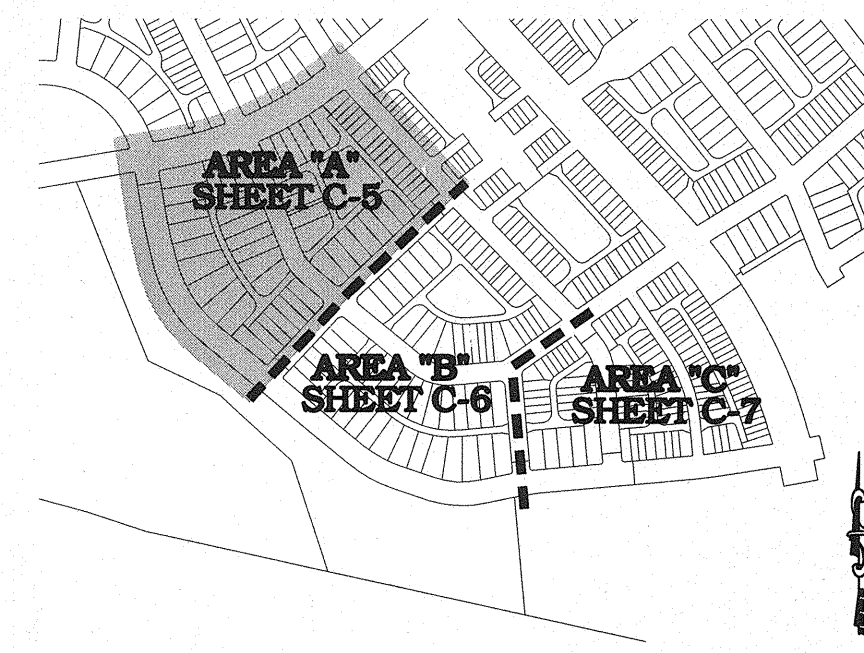 AREA "A"
SHEET C-5
AREA "B"
SHEET C-6
AREA "C"
SHEET C-7